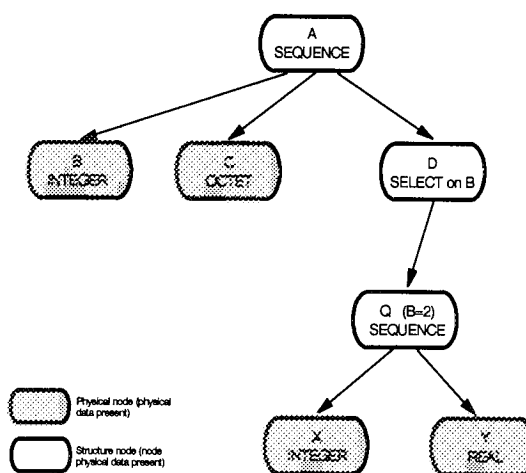 A
SEQUENCE
B
INTEGER
C
OCTET
D
SELECT on B
Q (B=2)
SEQUENCE
X
INTEGER
Y
REAL
Physical node (physical
data present)
Structure node (node
physical data present)